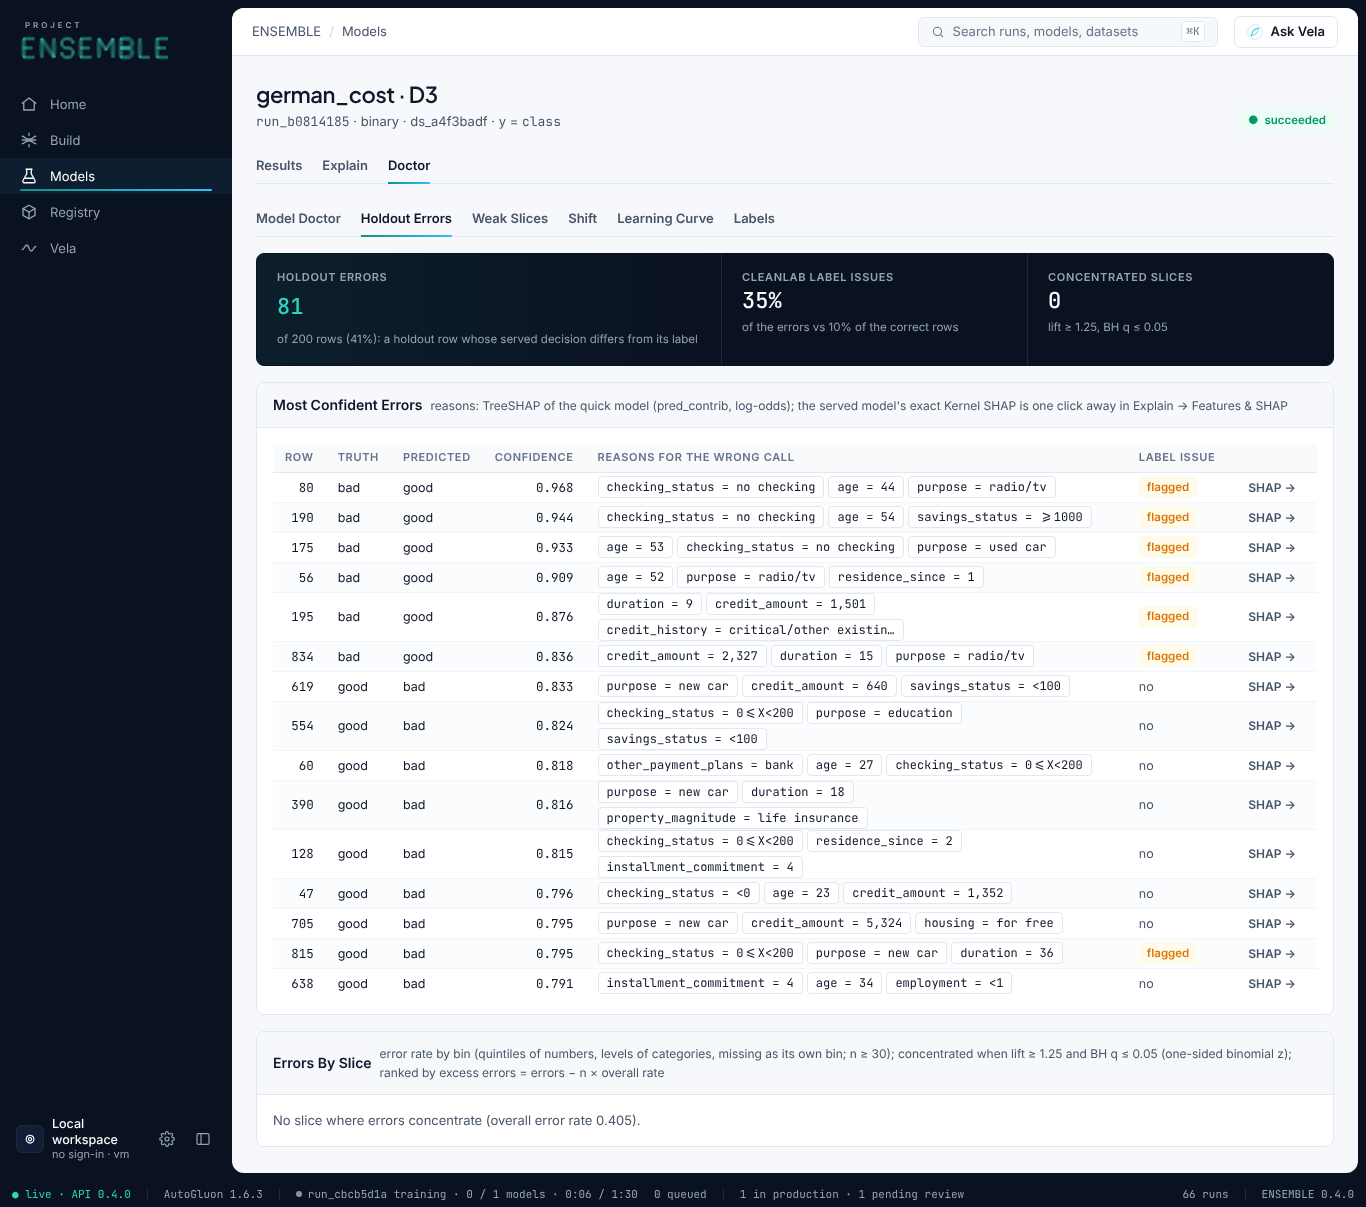 PROJECT
ENSEMBLE
Home
Build
Models
Registry
Vela
ENSEMBLE / Models
Search runs, models, datasets
⌘K
Ask Vela
german_cost · D3
run_b0814185 · binary · ds_a4f3badf · y = class
succeeded
Results Explain Doctor
Model Doctor Holdout Errors Weak Slices Shift Learning Curve Labels
HOLDOUT ERRORS
81
of 200 rows (41%): a holdout row whose served decision differs from its label
CLEANLAB LABEL ISSUES
35%
of the errors vs 10% of the correct rows
CONCENTRATED SLICES
0
lift ≥ 1.25, BH q ≤ 0.05
Most Confident Errors reasons: TreeSHAP of the quick model (pred_contrib, log-odds); the served model's exact Kernel SHAP is one click away in Explain → Features & SHAP
ROW TRUTH PREDICTED CONFIDENCE REASONS FOR THE WRONG CALL LABEL ISSUE
80 bad good 0.968 checking_status = no checking age = 44 purpose = radio/tv flagged SHAP →
190 bad good 0.944 checking_status = no checking age = 54 savings_status = >=1000 flagged SHAP →
175 bad good 0.933 age = 53 checking_status = no checking purpose = used car flagged SHAP →
56 bad good 0.909 age = 52 purpose = radio/tv residence_since = 1 flagged SHAP →
195 bad good 0.876 duration = 9 credit_amount = 1,501 credit_history = critical/other existin… flagged SHAP →
834 bad good 0.836 credit_amount = 2,327 duration = 15 purpose = radio/tv flagged SHAP →
619 good bad 0.833 purpose = new car credit_amount = 640 savings_status = <100 no SHAP →
554 good bad 0.824 checking_status = 0<=X<200 purpose = education savings_status = <100 no SHAP →
60 good bad 0.818 other_payment_plans = bank age = 27 checking_status = 0<=X<200 no SHAP →
390 good bad 0.816 purpose = new car duration = 18 property_magnitude = life insurance no SHAP →
128 good bad 0.815 checking_status = 0<=X<200 residence_since = 2 installment_commitment = 4 no SHAP →
47 good bad 0.796 checking_status = <0 age = 23 credit_amount = 1,352 no SHAP →
705 good bad 0.795 purpose = new car credit_amount = 5,324 housing = for free no SHAP →
815 good bad 0.795 checking_status = 0<=X<200 purpose = new car duration = 36 flagged SHAP →
638 good bad 0.791 installment_commitment = 4 age = 34 employment = <1 no SHAP →
Errors By Slice error rate by bin (quintiles of numbers, levels of categories, missing as its own bin; n ≥ 30); concentrated when lift ≥ 1.25 and BH q ≤ 0.05 (one-sided binomial z);
ranked by excess errors = errors − n × overall rate
No slice where errors concentrate (overall error rate 0.405).
Local
workspace
no sign-in · vm
live · API 0.4.0 AutoGluon 1.6.3 run_cbcb5d1a training · 0 / 1 models · 0:06 / 1:30 0 queued 1 in production · 1 pending review 66 runs ENSEMBLE 0.4.0